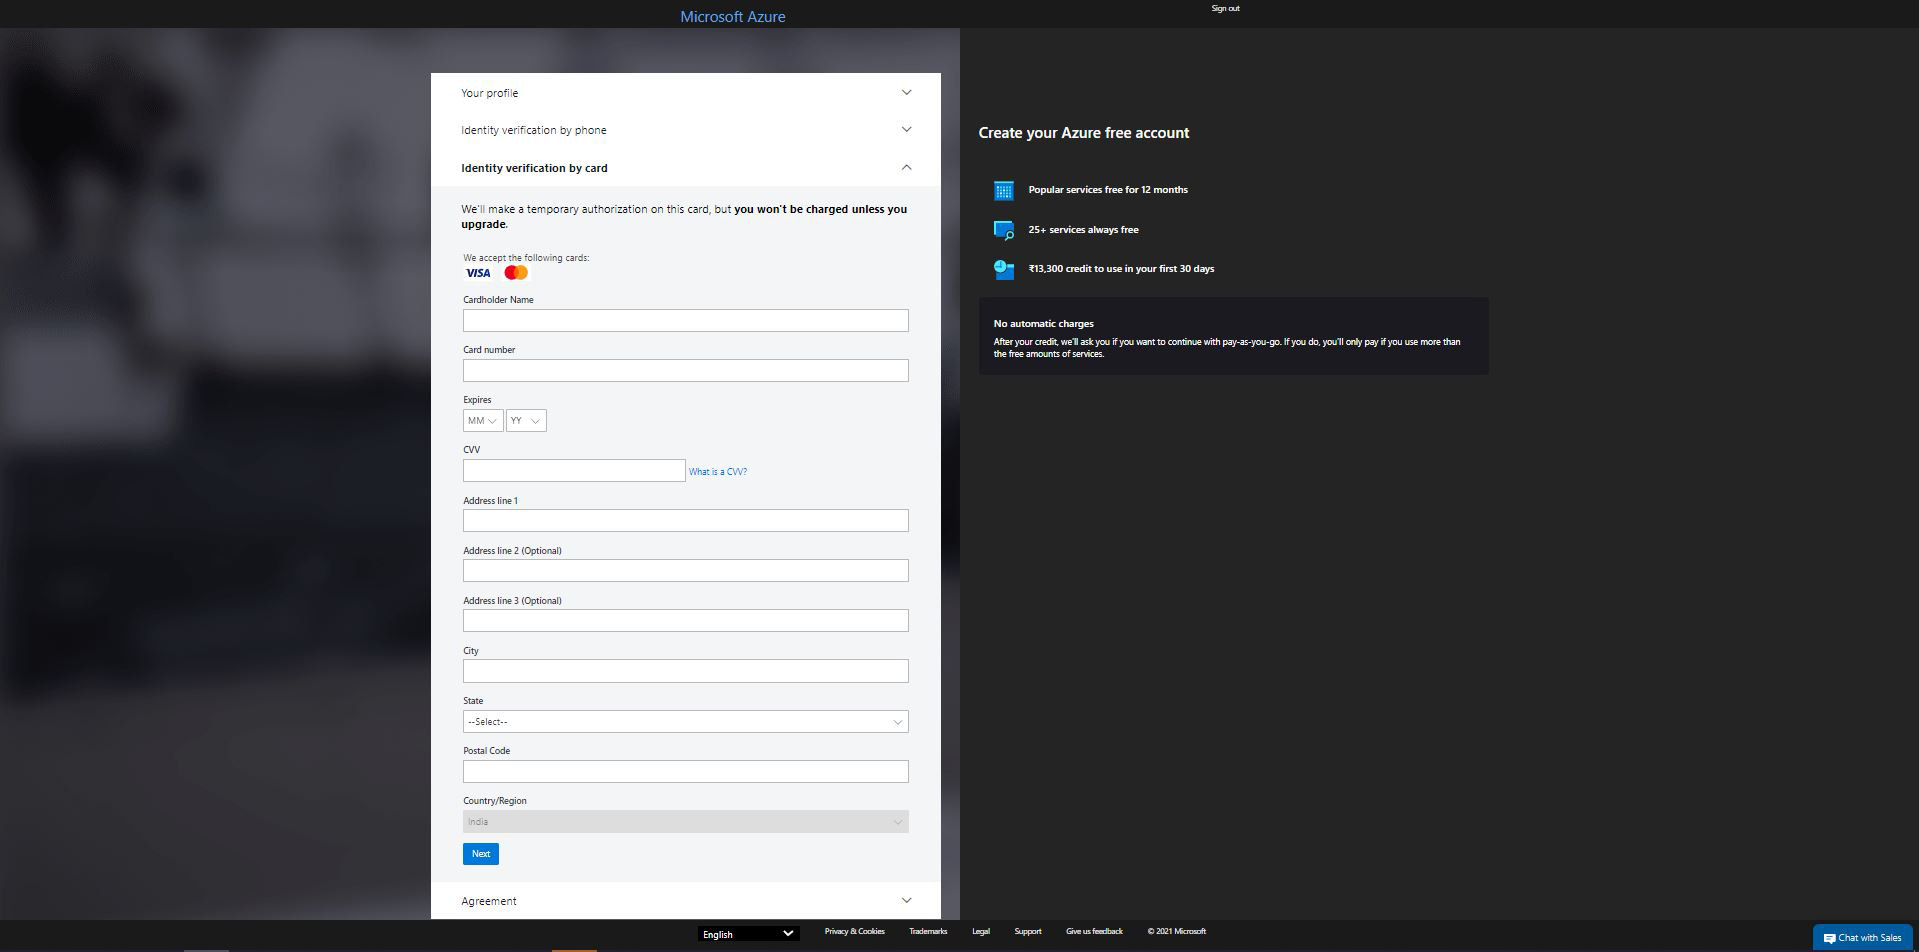 Microsoft Azure
Sign out
Your profile
Identity verification by phone
Identity verification by card
We'll make a temporary authorization on this card, but you won't be charged unless you
upgrade.
We accept the following cards:
VISA
Cardholder Name
Card number
Expires
MM YY
CVV
What is a CVV?
Address line 1
Address line 2 (Optional)
Address line 3 (Optional)
City
State
--Select--
Postal Code
Country/Region
India
Next
Agreement
Create your Azure free account
Popular services free for 12 months
25+ services always free
₹13,300 credit to use in your first 30 days
No automatic charges
After your credit, we'll ask you if you want to continue with pay-as-you-go. If you do, you'll only pay if you use more than
the free amounts of services.
English Privacy & Cookies Trademarks Legal Support Give us feedback © 2021 Microsoft
Chat with Sales